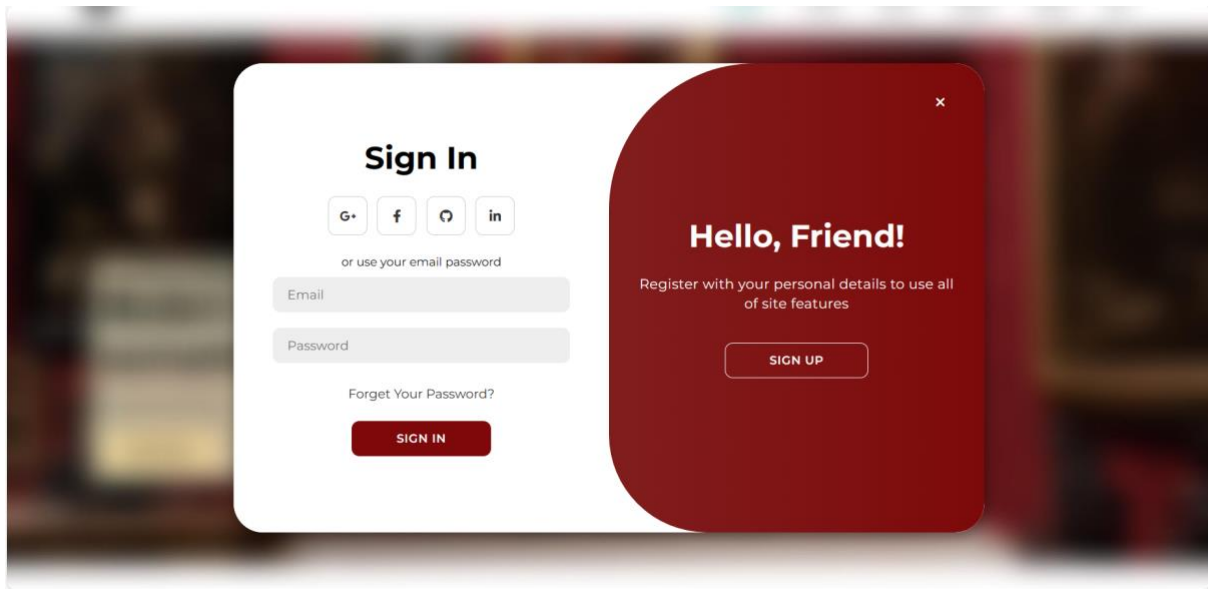 Sign In
G+ f in
or use your email password
Email
Password
Forget Your Password?
SIGN IN
×
Hello, Friend!
Register with your personal details to use all
of site features
SIGN UP